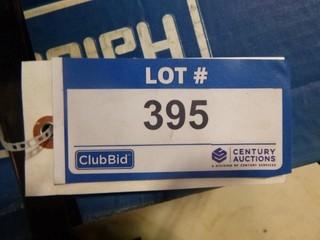 LOT #
395
ClubBid
CENTURY
AUCTIONS
A DIVISION OF CENTURY SERVICES